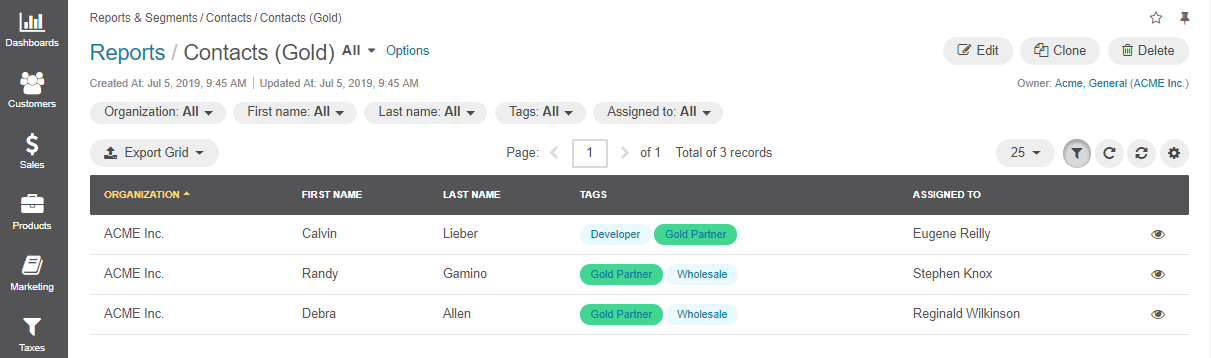 Reports & Segments / Contacts / Contacts (Gold)
Reports / Contacts (Gold) All Options
Edit Clone Delete
Created At: Jul 5, 2019, 9:45 AM Updated At: Jul 5, 2019, 9:45 AM
Owner: Acme, General (ACME Inc.)
Organization: All First name: All Last name: All Tags: All Assigned to: All
Export Grid Page: 1 of 1 Total of 3 records 25
ORGANIZATION FIRST NAME LAST NAME TAGS ASSIGNED TO
ACME Inc. Calvin Lieber Developer Gold Partner Eugene Reilly
ACME Inc. Randy Gamino Gold Partner Wholesale Stephen Knox
ACME Inc. Debra Allen Gold Partner Wholesale Reginald Wilkinson
Dashboards
Customers
Sales
Products
Marketing
Taxes